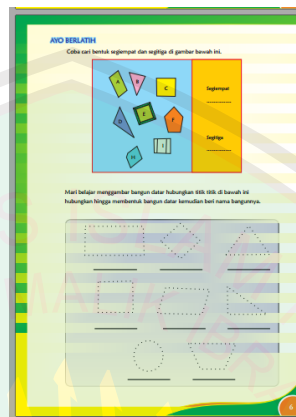 AYO BERLATIH
Coba cari bentuk segiempat dan segitiga di gambar bawah ini.
A
B
C
Segiempat
D
E
F
Segitiga
H
I
Mari belajar menggambar bangun datar hubungkan titik titik di bawah ini
hubungkan hingga membentuk bangun datar kemudian beri nama bangunnya.